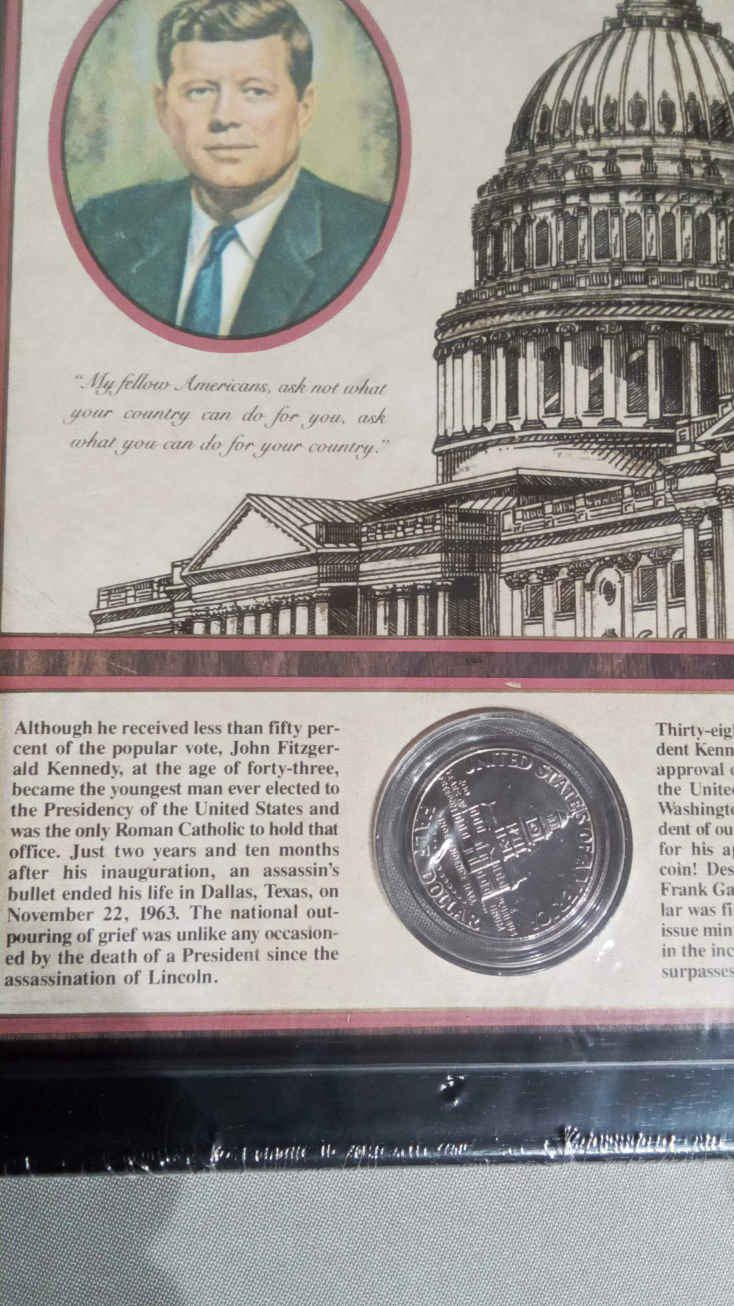 “My fellow Americans, ask not what
your country can do for you, ask
what you can do for your country.”
Although he received less than fifty per-
cent of the popular vote, John Fitzger-
ald Kennedy, at the age of forty-three,
became the youngest man ever elected to
the Presidency of the United States and
was the only Roman Catholic to hold that
office. Just two years and ten months
after his inauguration, an assassin's
bullet ended his life in Dallas, Texas, on
November 22, 1963. The national out-
pouring of grief was unlike any occasion-
ed by the death of a President since the
assassination of Lincoln.
UNITED STATES OF AMERICA
HALF DOLLAR
Thirty-eig
dent Kenn
approval
the Unite
Washingt
dent of ou
for his a
coin! Des
Frank Ga
lar was fi
issue min
in the inc
surpasses